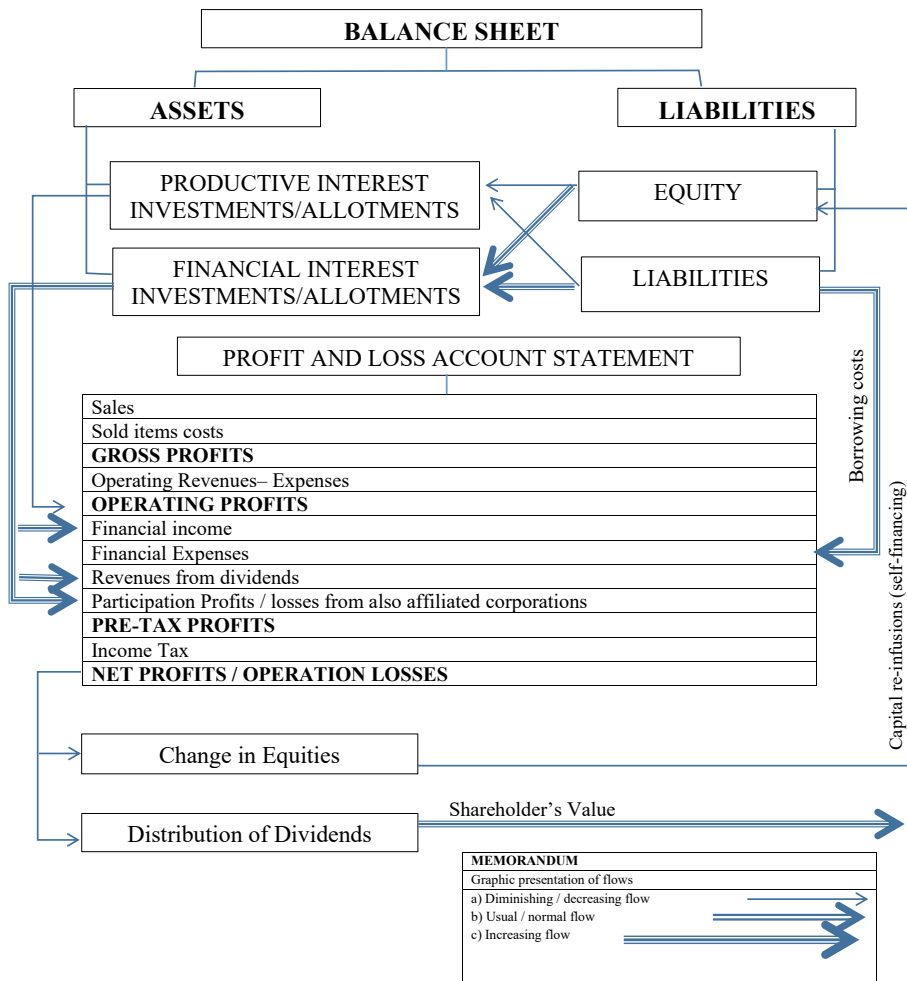 BALANCE SHEET
ASSETS
LIABILITIES
PRODUCTIVE INTEREST
INVESTMENTS/ALLOTMENTS
EQUITY
FINANCIAL INTEREST
INVESTMENTS/ALLOTMENTS
LIABILITIES
PROFIT AND LOSS ACCOUNT STATEMENT
Sales
Sold items costs
GROSS PROFITS
Operating Revenues– Expenses
OPERATING PROFITS
Financial income
Financial Expenses
Revenues from dividends
Participation Profits / losses from also affiliated corporations
PRE-TAX PROFITS
Income Tax
NET PROFITS / OPERATION LOSSES
Borrowing costs
Capital re-infusions (self-financing)
Change in Equities
Distribution of Dividends
Shareholder’s Value
MEMORANDUM
Graphic presentation of flows
a) Diminishing / decreasing flow
b) Usual / normal flow
c) Increasing flow